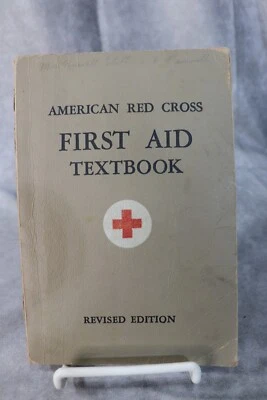 AMERICAN RED CROSS
FIRST AID
TEXTBOOK
REVISED EDITION